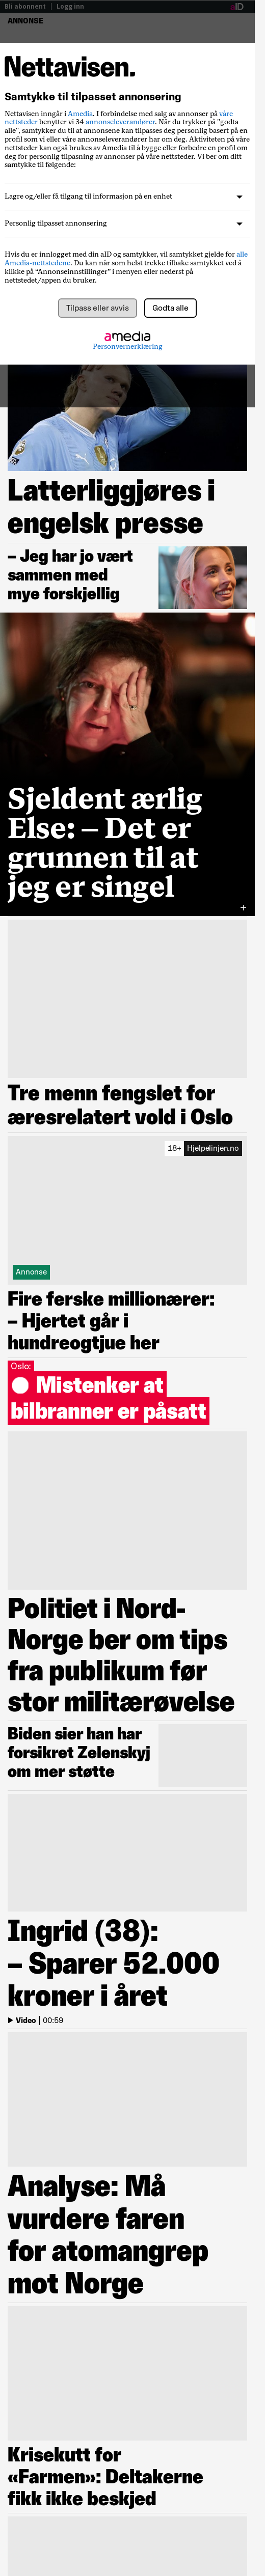 Bli abonnent | Logg inn
aID
ANNONSE
Nettavisen.
Samtykke til tilpasset annonsering
Nettavisen inngår i Amedia. I forbindelse med salg av annonser på våre
nettsteder benytter vi 34 annonseleverandører. Når du trykker på "godta
alle", samtykker du til at annonsene kan tilpasses deg personlig basert på en
profil som vi eller våre annonseleverandører har om deg. Aktiviteten på våre
nettsteder kan også brukes av Amedia til å bygge eller forbedre en profil om
deg for personlig tilpasning av annonser på våre nettsteder. Vi ber om ditt
samtykke til følgende:
Lagre og/eller få tilgang til informasjon på en enhet
Personlig tilpasset annonsering
Hvis du er innlogget med din aID og samtykker, vil samtykket gjelde for alle
Amedia-nettstedene. Du kan når som helst trekke tilbake samtykket ved å
klikke på “Annonseinnstillinger” i menyen eller nederst på
nettstedet/appen du bruker.
Tilpass eller avvis
Godta alle
amedia
Personvernerklæring
Latterliggjøres i
engelsk presse
– Jeg har jo vært
sammen med
mye forskjellig
Sjeldent ærlig
Else: – Det er
grunnen til at
jeg er singel
+
Tre menn fengslet for
æresrelatert vold i Oslo
18+ Hjelpelinjen.no
Annonse
Fire ferske millionærer:
– Hjertet går i
hundreogtjue her
Oslo:
Mistenker at
bilbranner er påsatt
Politiet i Nord-
Norge ber om tips
fra publikum før
stor militærøvelse
Biden sier han har
forsikret Zelenskyj
om mer støtte
Ingrid (38):
– Sparer 52.000
kroner i året
Video | 00:59
Analyse: Må
vurdere faren
for atomangrep
mot Norge
Krisekutt for
«Farmen»: Deltakerne
fikk ikke beskjed